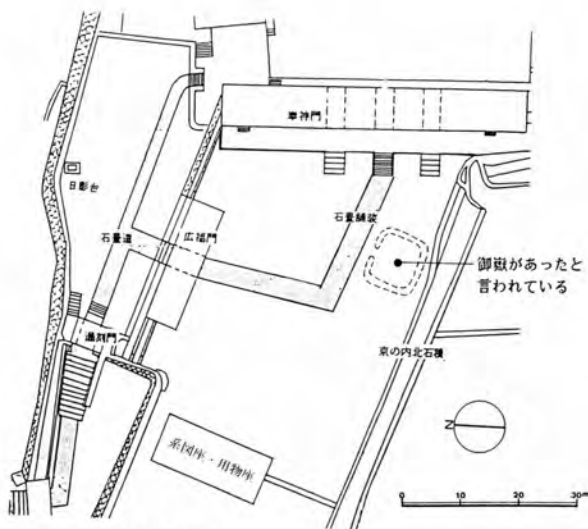 奉神門
日影台
石畳道
広福門
石畳舗装
御嶽があったと
言われている
漏刻門
京の内北石積
系図座・用物座
N
0 10 20 30m